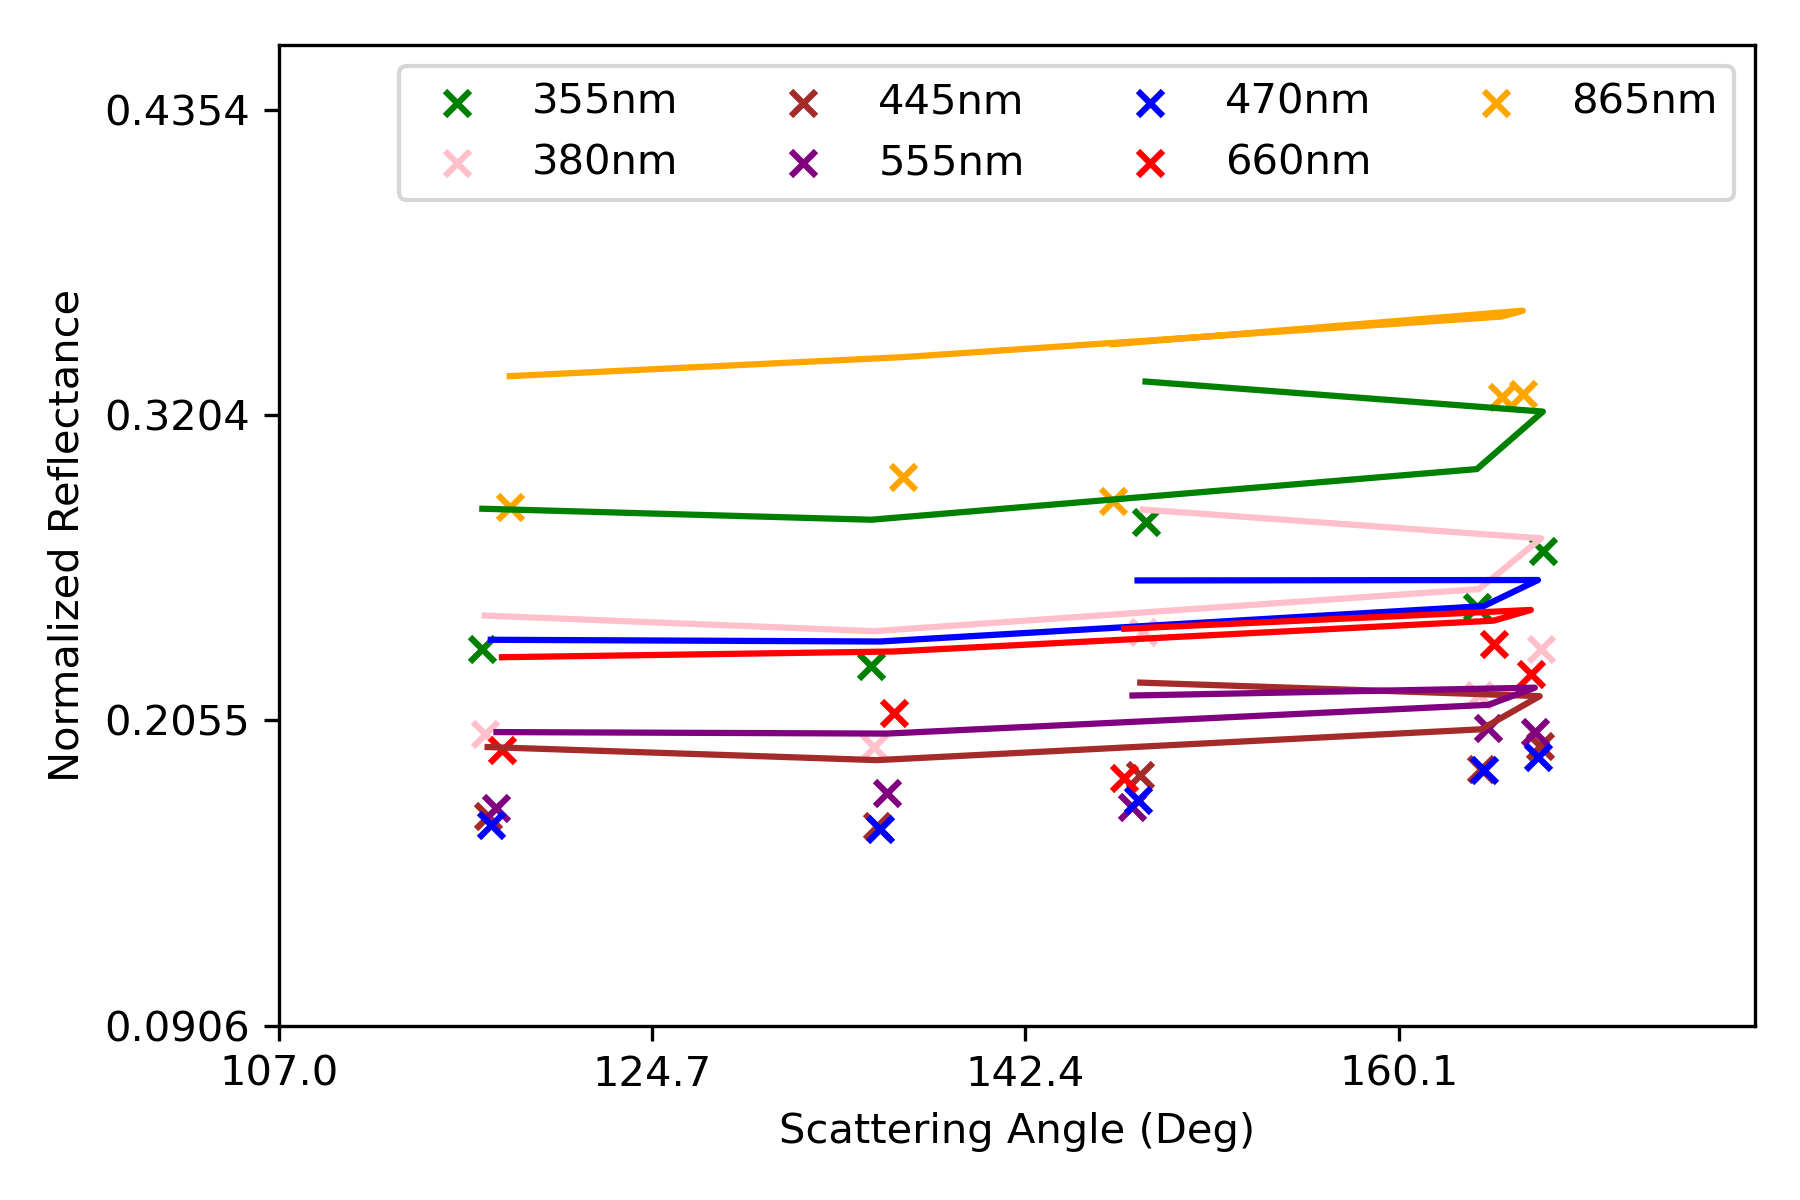 355nm 445nm 470nm 865nm
380nm 555nm 660nm
0.4354
0.3204
0.2055
0.0906
Normalized Reflectance
107.0 124.7 142.4 160.1
Scattering Angle (Deg)